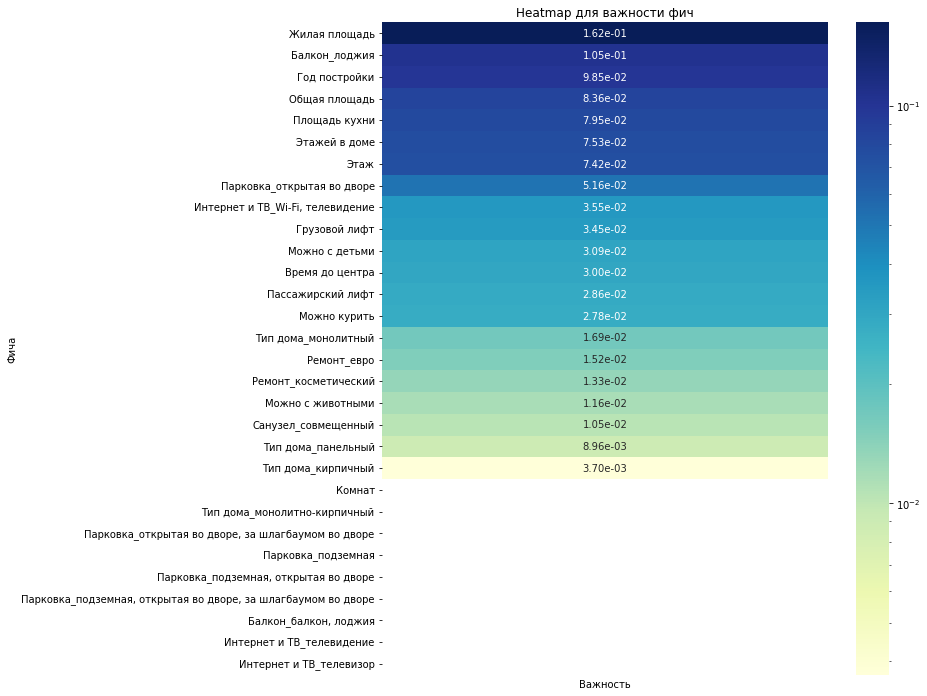 Heatmap для важности фич
Жилая площадь 1.62e-01
Балкон_лоджия 1.05e-01
Год постройки 9.85e-02
Общая площадь 8.36e-02
Площадь кухни 7.95e-02
Этажей в доме 7.53e-02
Этаж 7.42e-02
Парковка_открытая во дворе 5.16e-02
Интернет и ТВ_Wi-Fi, телевидение 3.55e-02
Грузовой лифт 3.45e-02
Можно с детьми 3.09e-02
Время до центра 3.00e-02
Пассажирский лифт 2.86e-02
Можно курить 2.78e-02
Тип дома_монолитный 1.69e-02
Ремонт_евро 1.52e-02
Ремонт_косметический 1.33e-02
Можно с животными 1.16e-02
Санузел_совмещенный 1.05e-02
Тип дома_панельный 8.96e-03
Тип дома_кирпичный 3.70e-03
Комнат
Тип дома_монолитно-кирпичный
Парковка_открытая во дворе, за шлагбаумом во дворе
Парковка_подземная
Парковка_подземная, открытая во дворе
Парковка_подземная, открытая во дворе, за шлагбаумом во дворе
Балкон_балкон, лоджия
Интернет и ТВ_телевидение
Интернет и ТВ_телевизор
Фича
Важность
10⁻¹
10⁻²